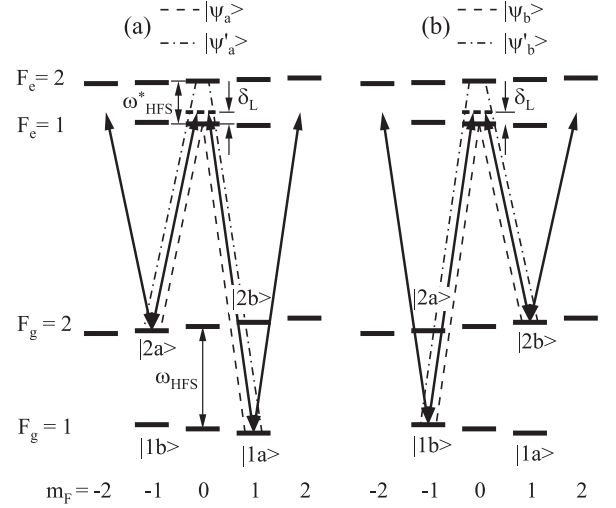 (a) |ψa> (b) |ψb>
|ψ'a> |ψ'b>
Fe= 2
ω*HFS δL δL
Fe= 1
|2b> |2a>
Fg= 2
|2a> |2b>
ωHFS
Fg= 1
|1b> |1a> |1b> |1a>
mF= -2 -1 0 1 2 -2 -1 0 1 2